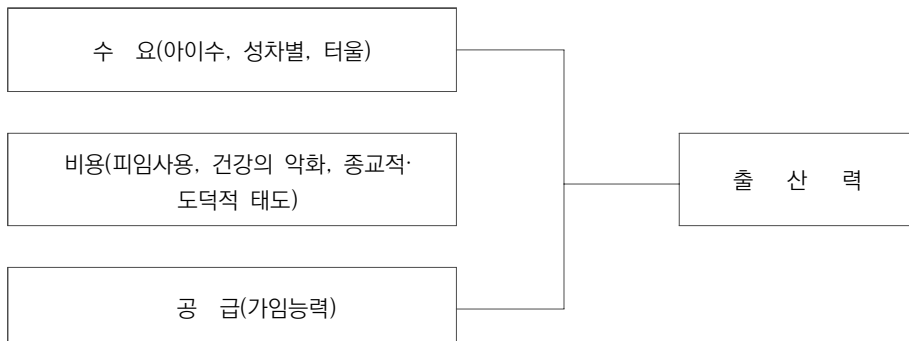 수 요(아이수, 성차별, 터울)
비용(피임사용, 건강의 악화, 종교적·
도덕적 태도)
출 산 력
공 급(가임능력)